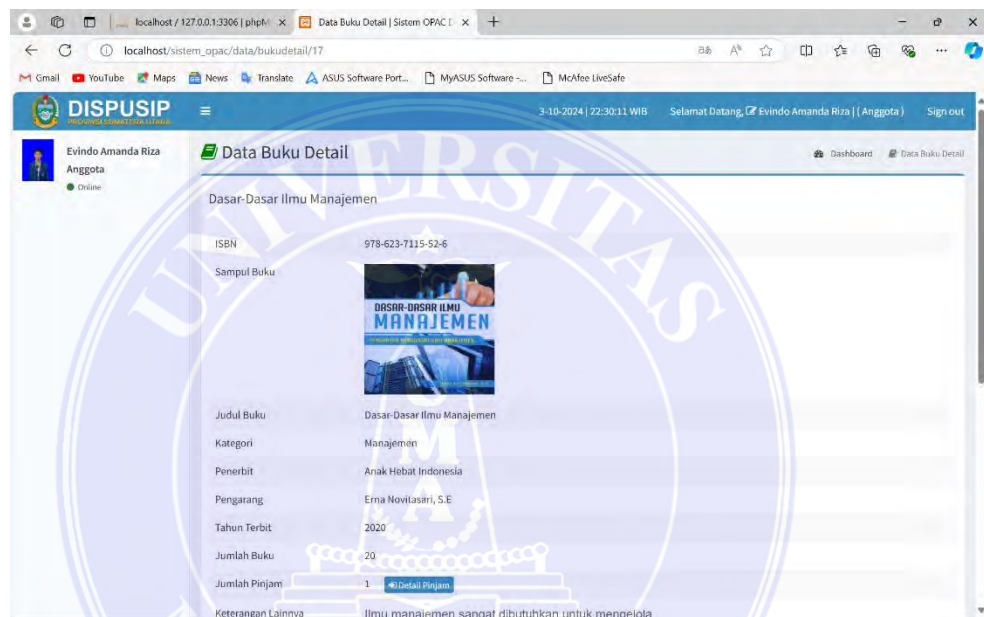 localhost / 127.0.0.1:3306 | phpM
Data Buku Detail | Sistem OPAC
localhost/sistem_opac/data/bukudetail/17
Gmail YouTube Maps News Translate ASUS Software Port... MyASUS Software -... McAfee LiveSafe
DISPUSIP
PROVINSI SUMATERA UTARA
3-10-2024 | 22:30:11 WIB Selamat Datang, Evindo Amanda Riza | ( Anggota ) Sign out
Evindo Amanda Riza
Anggota
Online
Data Buku Detail
Dashboard Data Buku Detail
Dasar-Dasar Ilmu Manajemen
ISBN 978-623-7115-52-6
Sampul Buku
DASAR-DASAR ILMU
MANAJEMEN
Judul Buku Dasar-Dasar Ilmu Manajemen
Kategori Manajemen
Penerbit Anak Hebat Indonesia
Pengarang Erna Novitasari, S.E
Tahun Terbit 2020
Jumlah Buku 20
Jumlah Pinjam 1 Detail Pinjam
Keterangan Lainnya Ilmu manajemen sangat dibutuhkan untuk mengelola
UNIVERSITAS
UMA